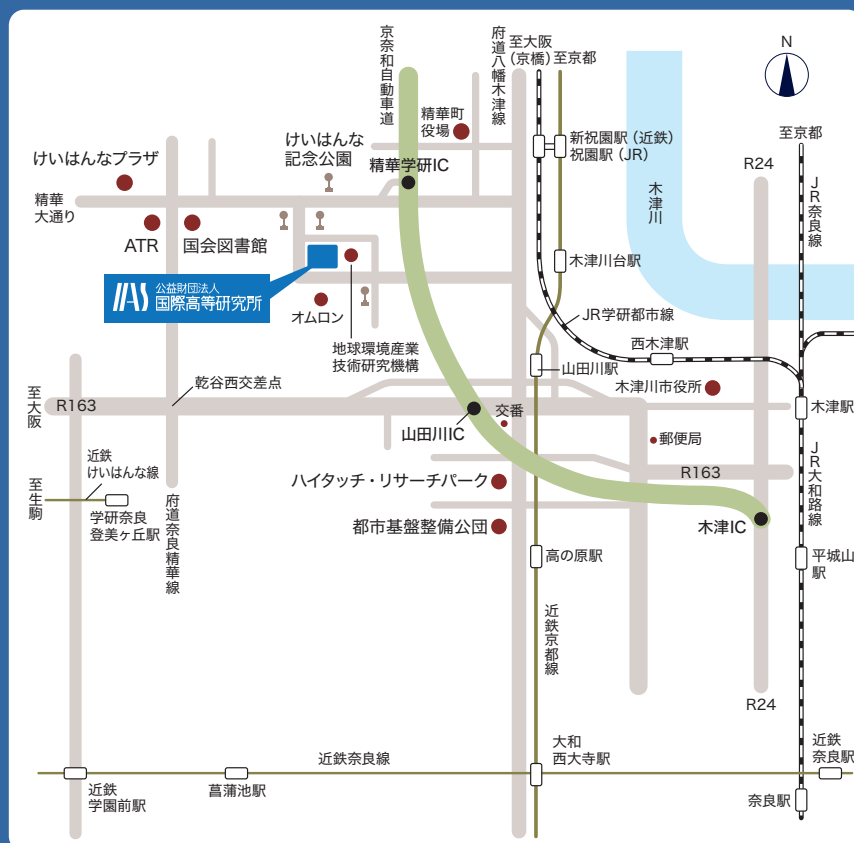 京奈和自動車道
府道八幡木津線
至大阪
(京橋)
至京都
N
精華町
役場
けいはんな
記念公園
けいはんなプラザ
精華学研IC
新祝園駅(近鉄)
祝園駅(JR)
至京都
R24
JR奈良線
木津川
精華
大通り
ATR
国会図書館
IIAS
公益財団法人
国際高等研究所
オムロン
地球環境産業
技術研究機構
木津川台駅
JR学研都市線
西木津駅
山田川駅
木津川市役所
木津駅
至大阪
R163
乾谷西交差点
山田川IC
交番
郵便局
R163
JR大和路線
近鉄
けいはんな線
至生駒
学研奈良
登美ヶ丘駅
府道奈良精華線
ハイタッチ・リサーチパーク
都市基盤整備公団
木津IC
高の原駅
平城山
駅
近鉄京都線
R24
大和
西大寺駅
近鉄奈良線
近鉄
奈良駅
近鉄
学園前駅
菖蒲池駅
奈良駅